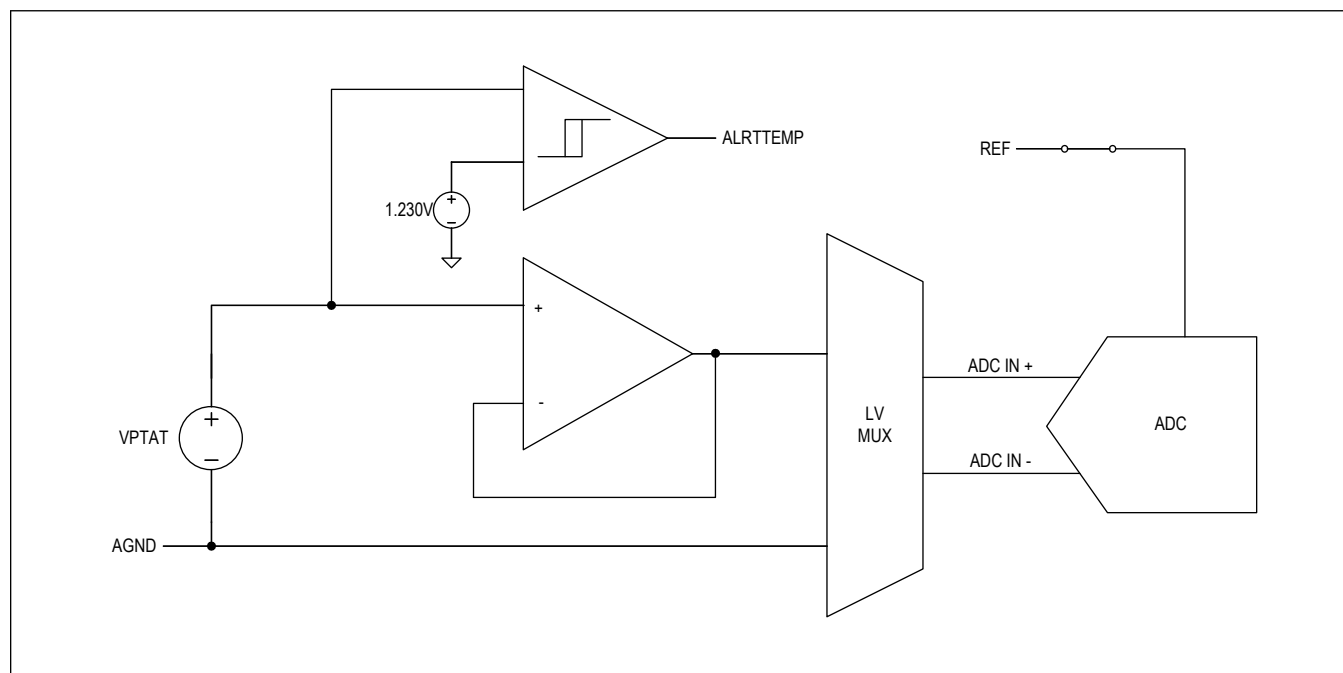 ALRTTEMP
REF
+
1.230V
−
+
ADC IN +
-
LV
MUX
ADC
+
VPTAT
−
ADC IN -
AGND